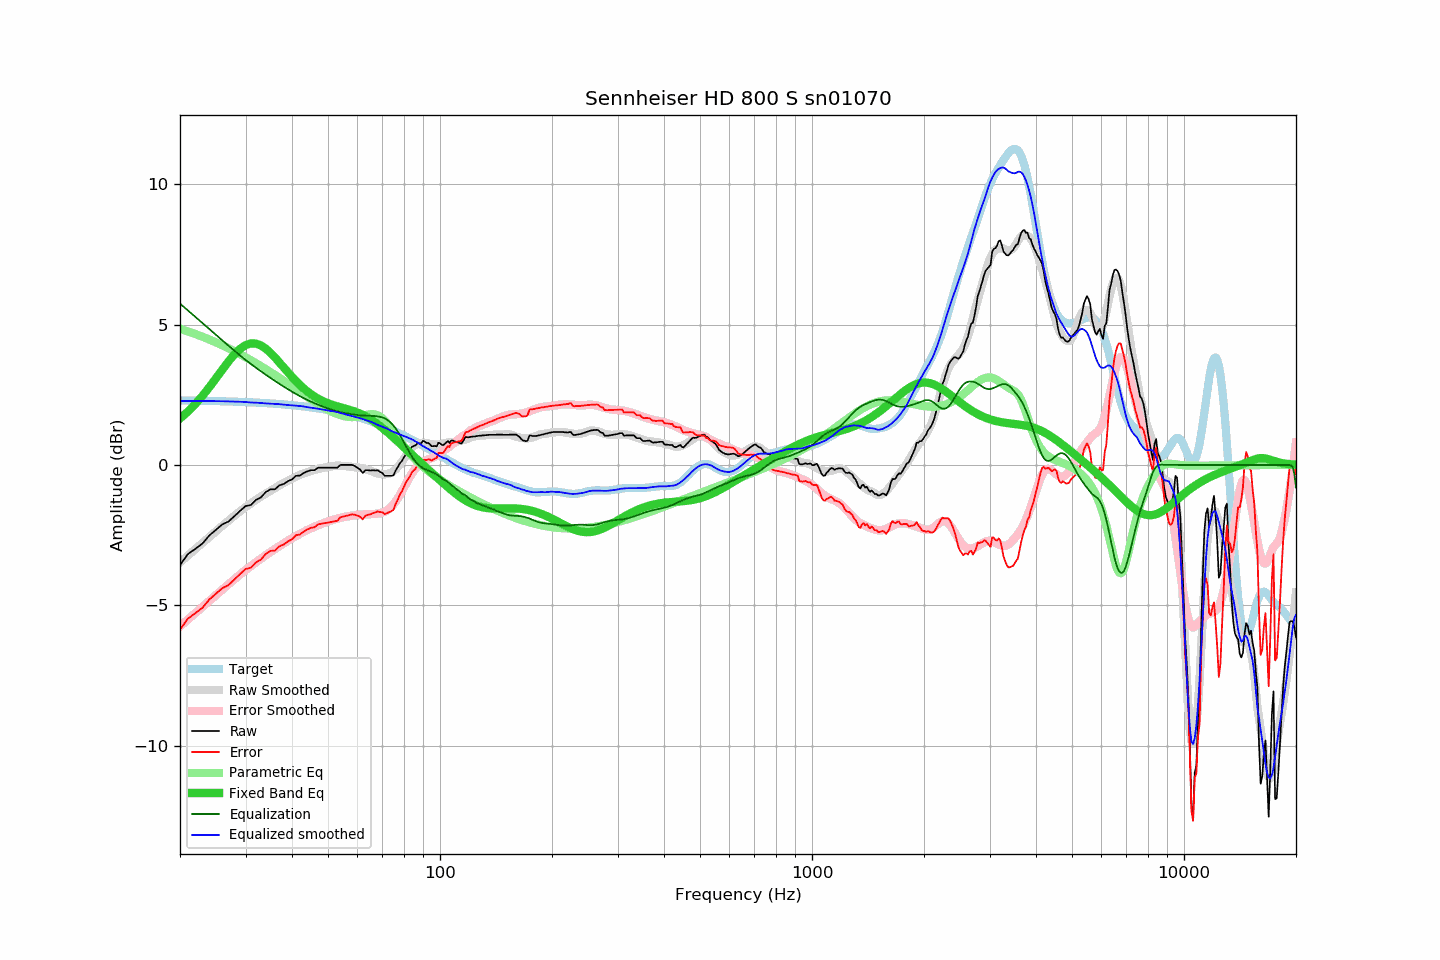 Sennheiser HD 800 S sn01070
Amplitude (dBr)
10
5
0
−5
−10
Target
Raw Smoothed
Error Smoothed
Raw
Error
Parametric Eq
Fixed Band Eq
Equalization
Equalized smoothed
100
1000
10000
Frequency (Hz)